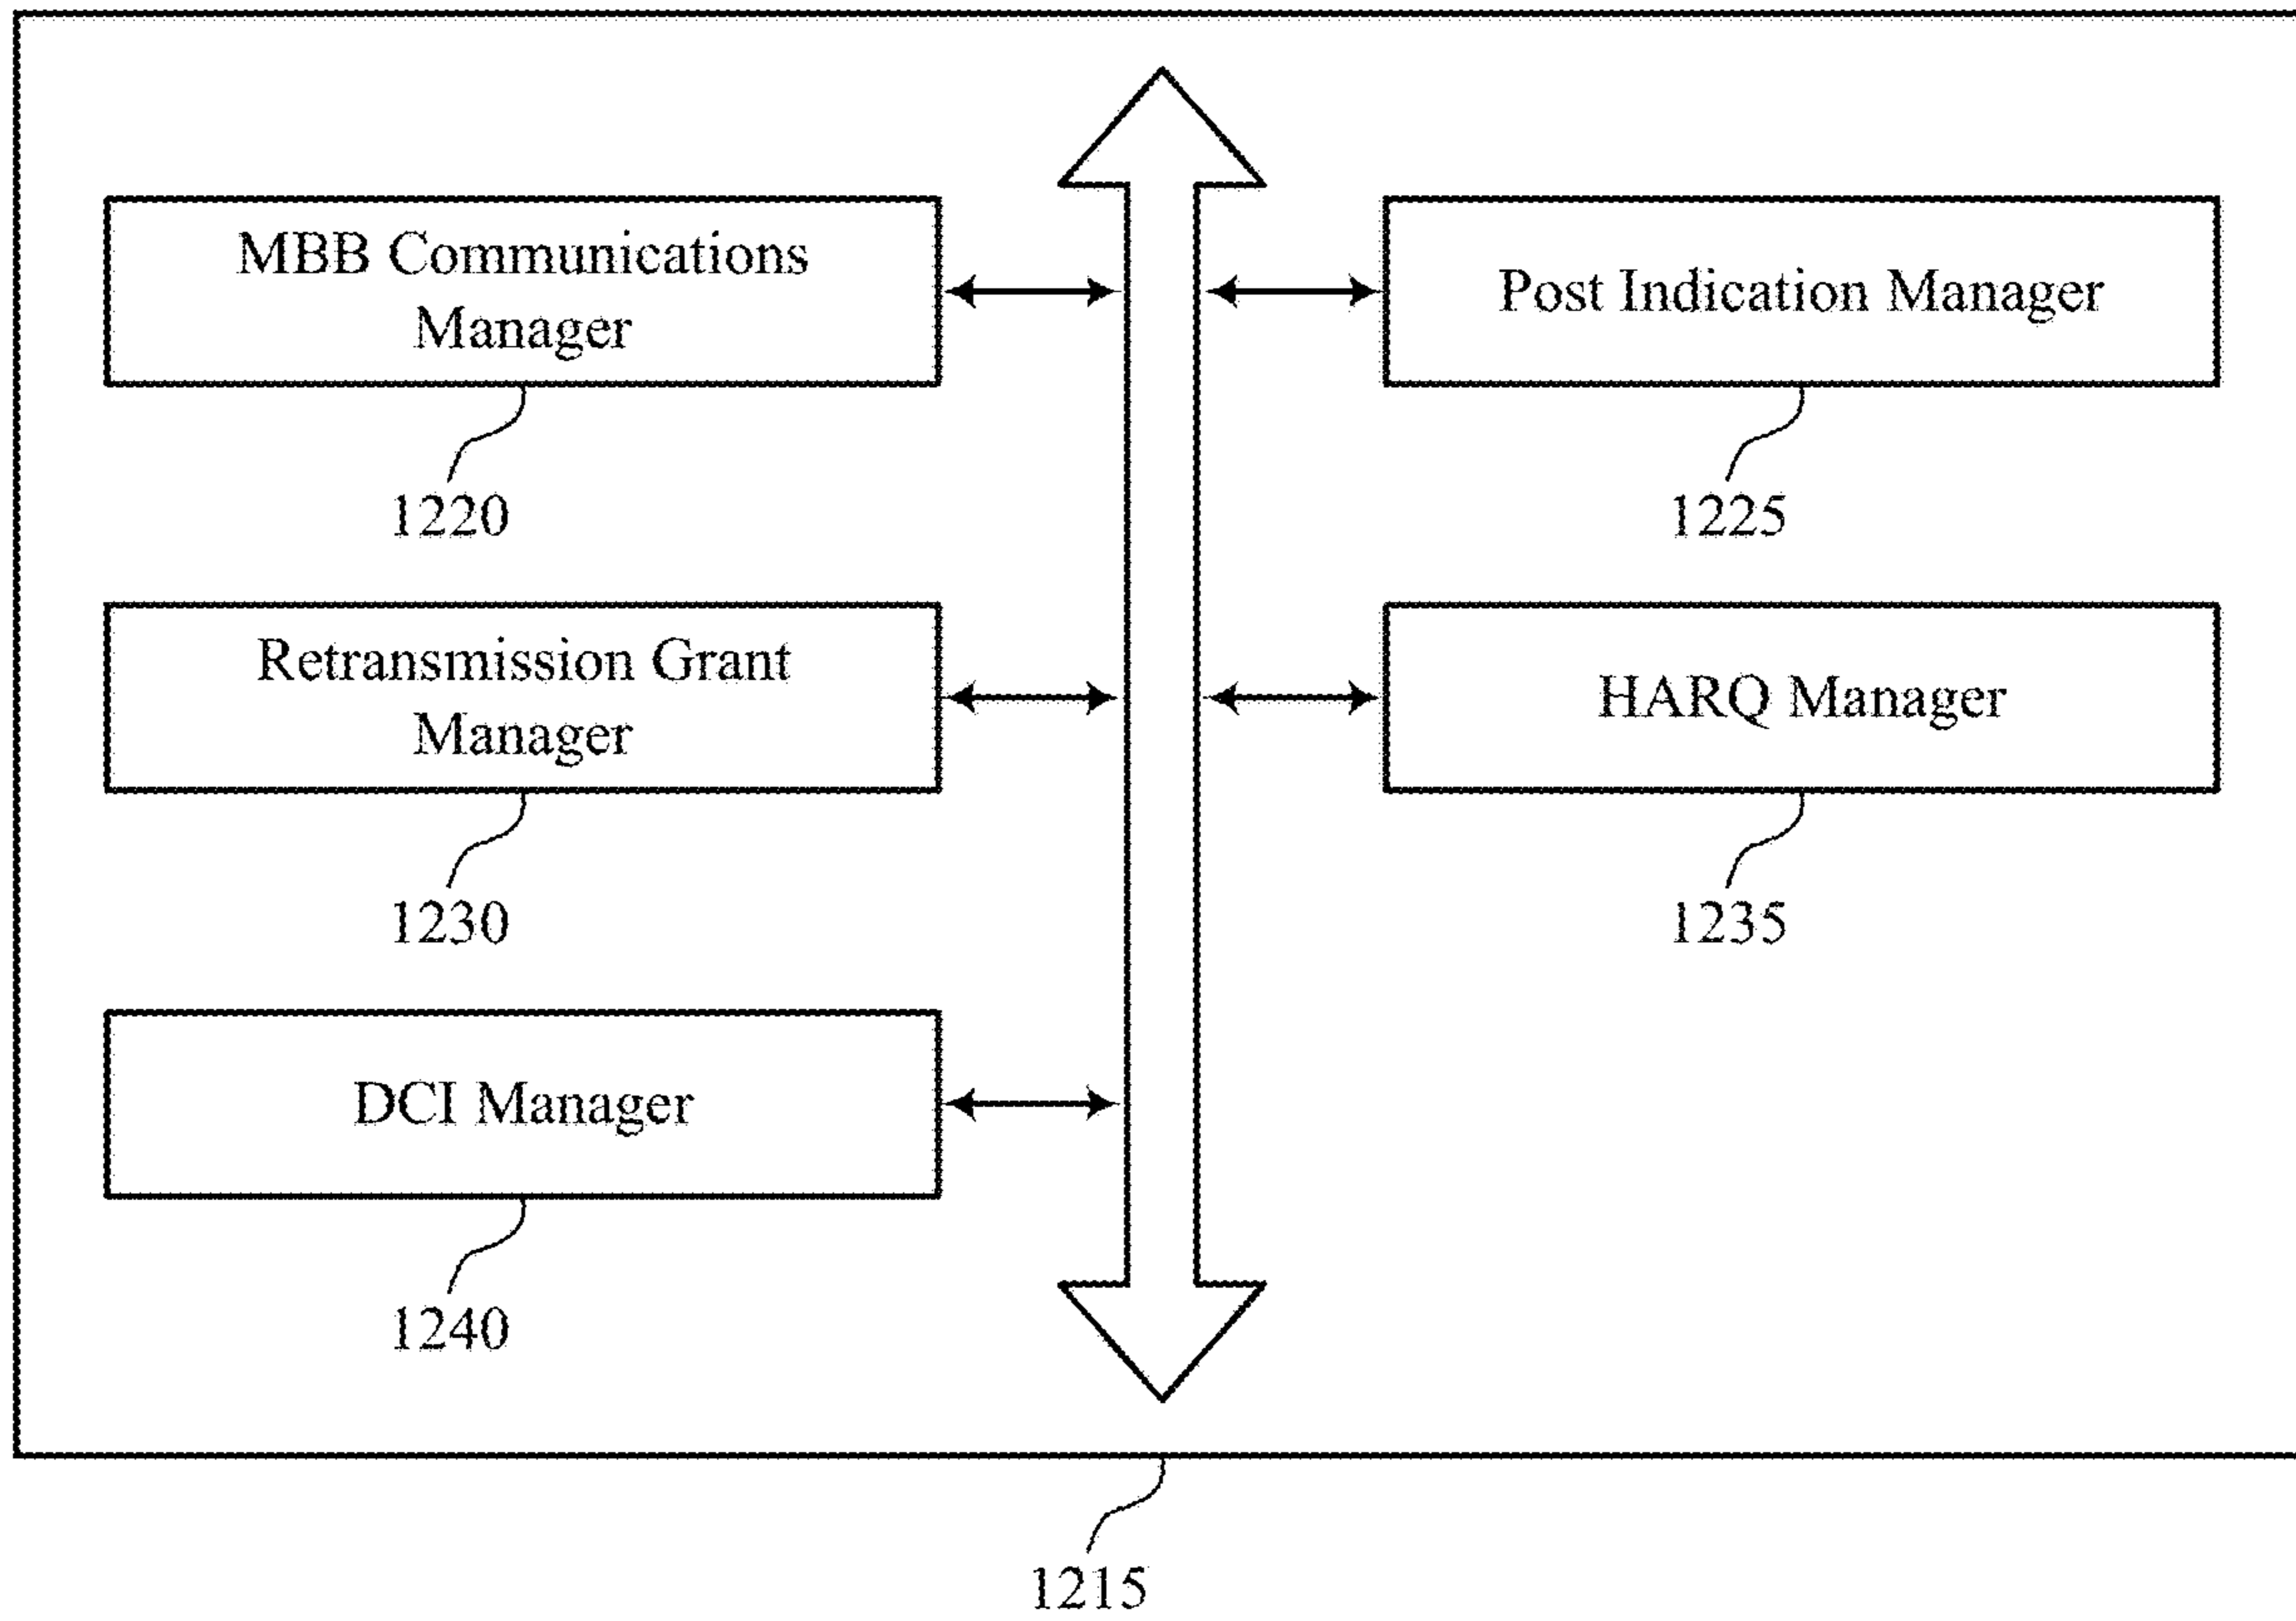 MBB Communications
Manager
1220
Post Indication Manager
1225
Retransmission Grant
Manager
1230
HARQ Manager
1235
DCI Manager
1240
1215